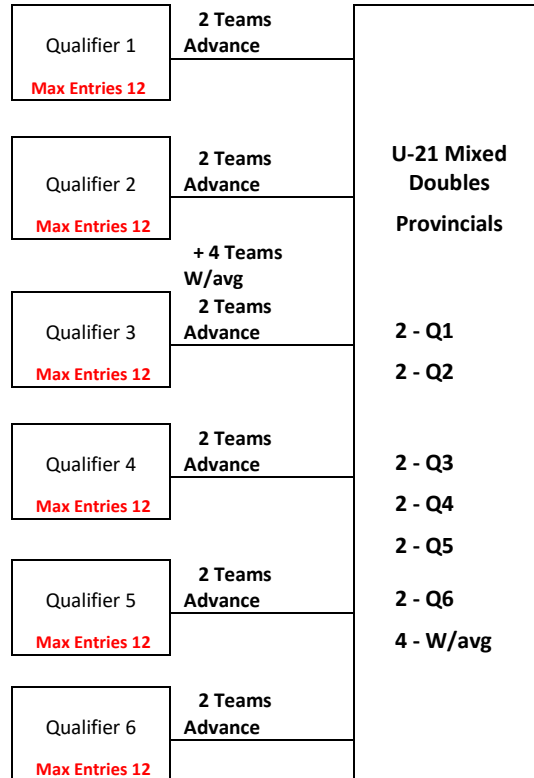 2 Teams
Advance
Qualifier 1
Max Entries 12
2 Teams
Advance
Qualifier 2
Max Entries 12
+ 4 Teams
W/avg
2 Teams
Advance
Qualifier 3
Max Entries 12
2 Teams
Advance
Qualifier 4
Max Entries 12
2 Teams
Advance
Qualifier 5
Max Entries 12
2 Teams
Advance
Qualifier 6
Max Entries 12
U-21 Mixed
Doubles
Provincials
2 - Q1
2 - Q2
2 - Q3
2 - Q4
2 - Q5
2 - Q6
4 - W/avg